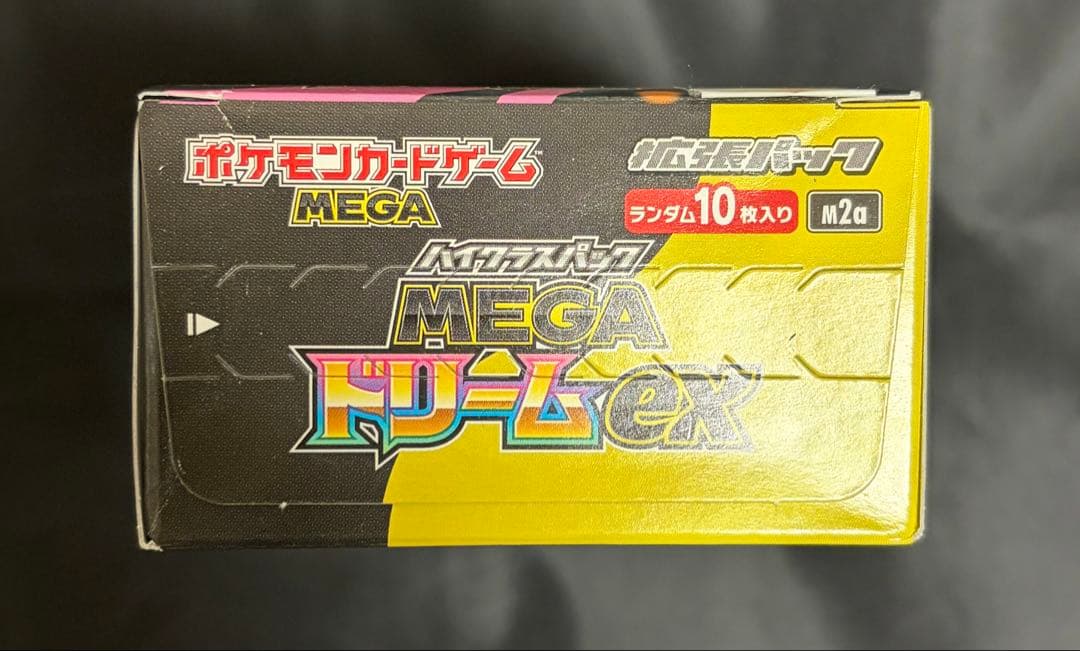 ポケモンカードゲーム™
MEGA
拡張パック
ランダム10枚入り
M2a
ハイクラスパック
MEGA
ドリームex